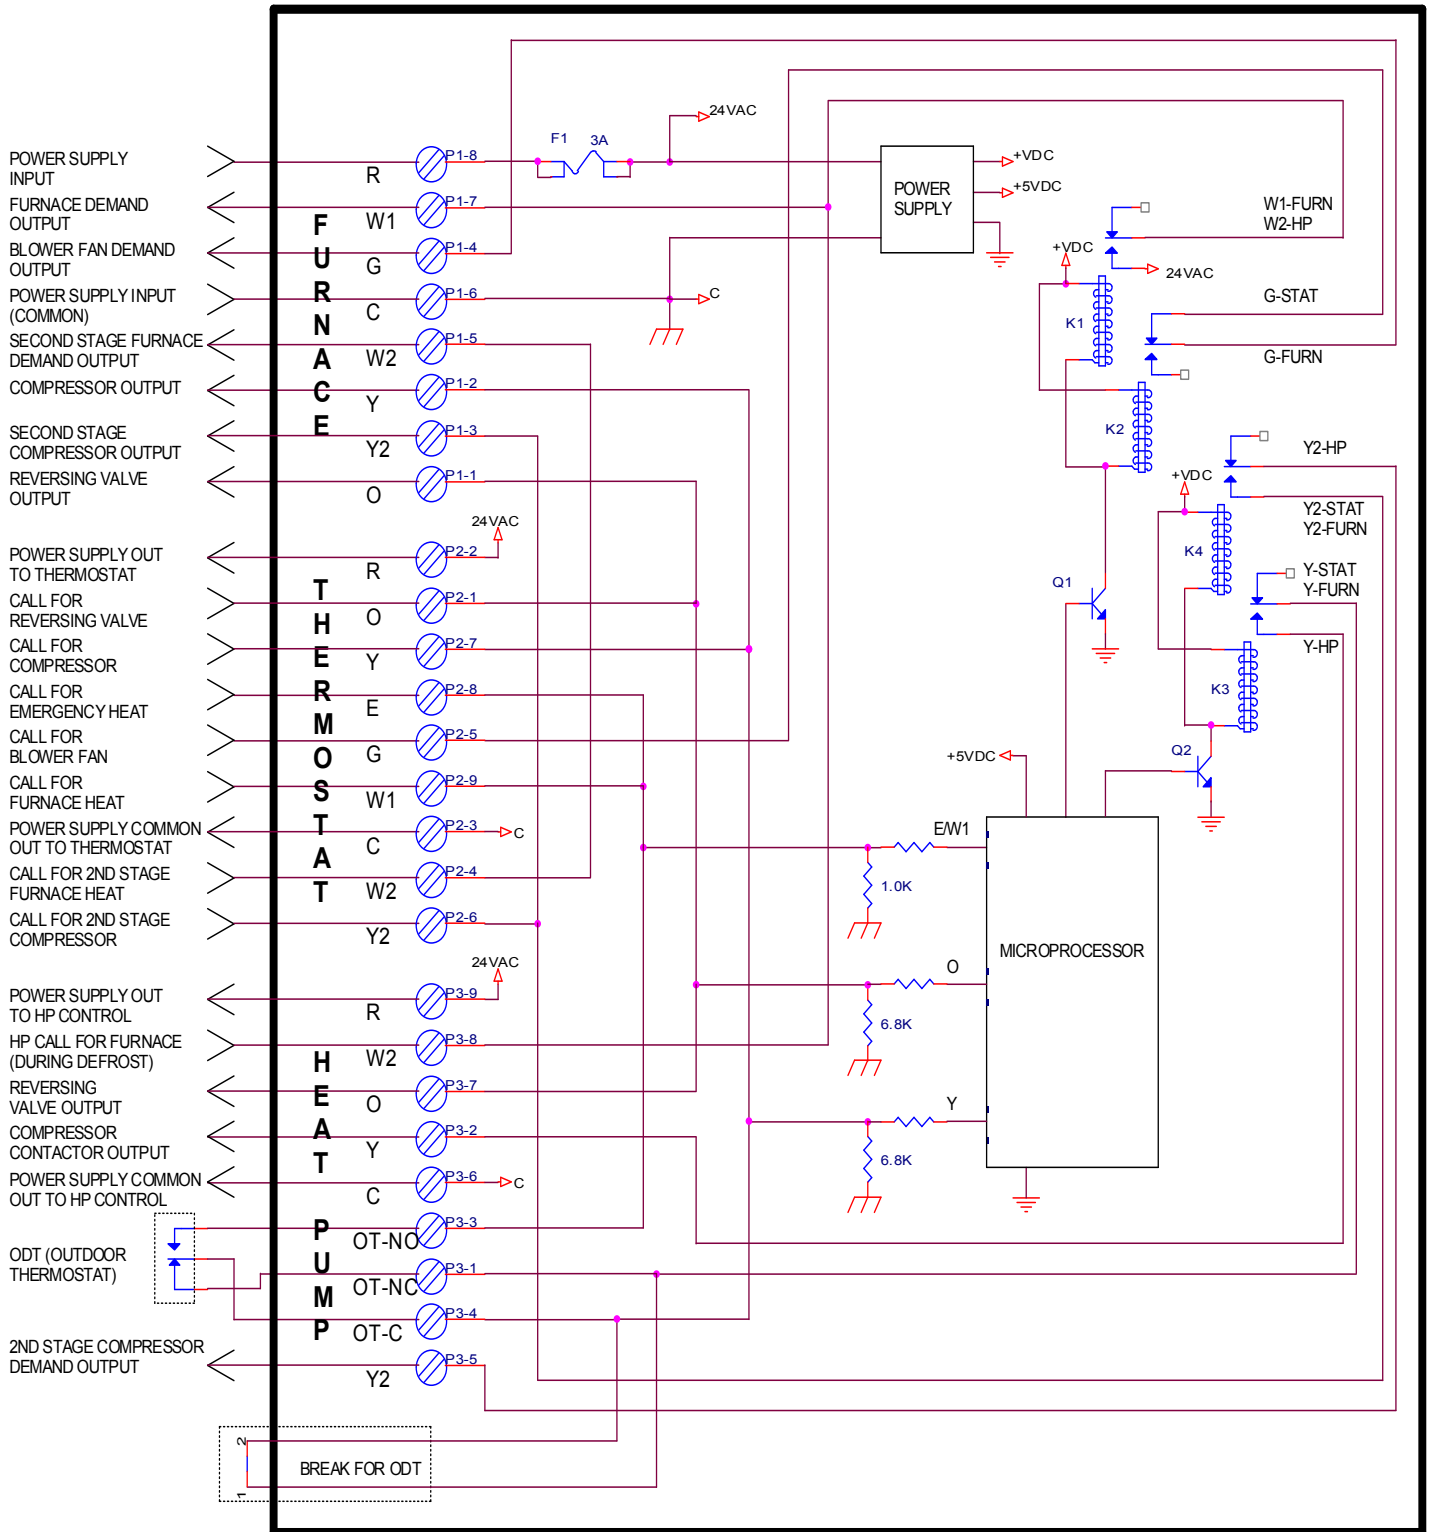 POWER SUPPLY
INPUT
R
P1-8
F1
3A
24VAC
FURNACE DEMAND
OUTPUT
W1
P1-7
BLOWER FAN DEMAND
OUTPUT
G
P1-4
POWER SUPPLY INPUT
(COMMON)
C
P1-6
C
SECOND STAGE FURNACE
DEMAND OUTPUT
W2
P1-5
COMPRESSOR OUTPUT
Y
P1-2
SECOND STAGE
COMPRESSOR OUTPUT
Y2
P1-3
REVERSING VALVE
OUTPUT
O
P1-1
FURNACE
POWER
SUPPLY
+VDC
+5VDC
W1-FURN
W2-HP
+VDC
24VAC
K1
G-STAT
G-FURN
K2
Y2-HP
+VDC
Y2-STAT
Y2-FURN
K4
Y-STAT
Y-FURN
Y-HP
K3
Q1
Q2
POWER SUPPLY OUT
TO THERMOSTAT
R
P2-2
24VAC
CALL FOR
REVERSING VALVE
O
P2-1
CALL FOR
COMPRESSOR
Y
P2-7
CALL FOR
EMERGENCY HEAT
E
P2-8
CALL FOR
BLOWER FAN
G
P2-5
CALL FOR
FURNACE HEAT
W1
P2-9
POWER SUPPLY COMMON
OUT TO THERMOSTAT
C
P2-3
C
CALL FOR 2ND STAGE
FURNACE HEAT
W2
P2-4
CALL FOR 2ND STAGE
COMPRESSOR
Y2
P2-6
THERMOSTAT
+5VDC
E/W1
1.0K
MICROPROCESSOR
O
6.8K
Y
6.8K
POWER SUPPLY OUT
TO HP CONTROL
R
P3-9
24VAC
HP CALL FOR FURNACE
(DURING DEFROST)
W2
P3-8
REVERSING
VALVE OUTPUT
O
P3-7
COMPRESSOR
CONTACTOR OUTPUT
Y
P3-2
POWER SUPPLY COMMON
OUT TO HP CONTROL
C
P3-6
C
OT-NO
P3-3
ODT (OUTDOOR
THERMOSTAT)
OT-NC
P3-1
OT-C
P3-4
2ND STAGE COMPRESSOR
DEMAND OUTPUT
Y2
P3-5
HEAT PUMP
2
BREAK FOR ODT
1